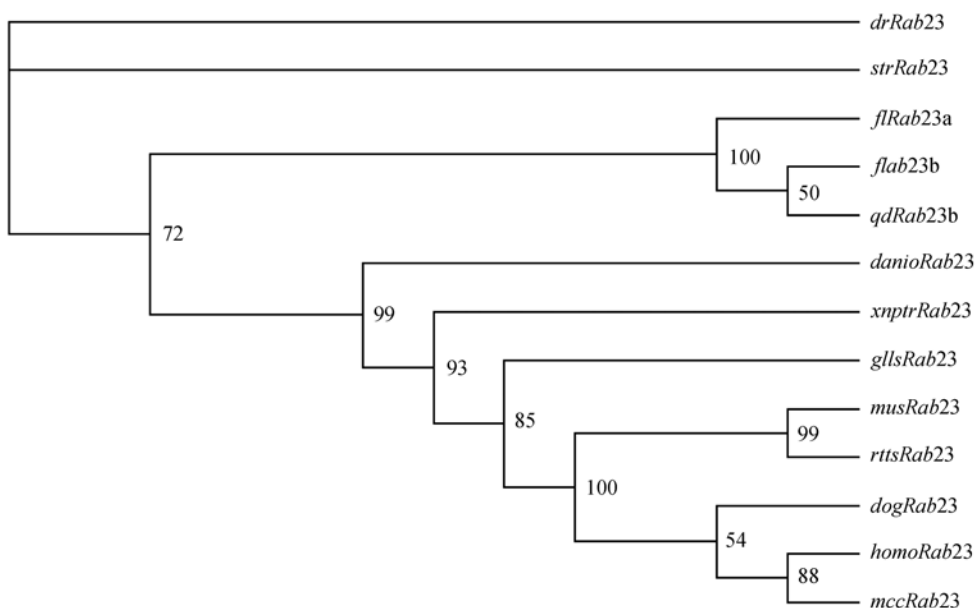 drRab23
strRab23
flRab23a
100
flab23b
50
qdRab23b
72
danioRab23
99
xnptrRab23
93
gllsRab23
85
musRab23
99
rttsRab23
100
dogRab23
54
homoRab23
88
mccRab23